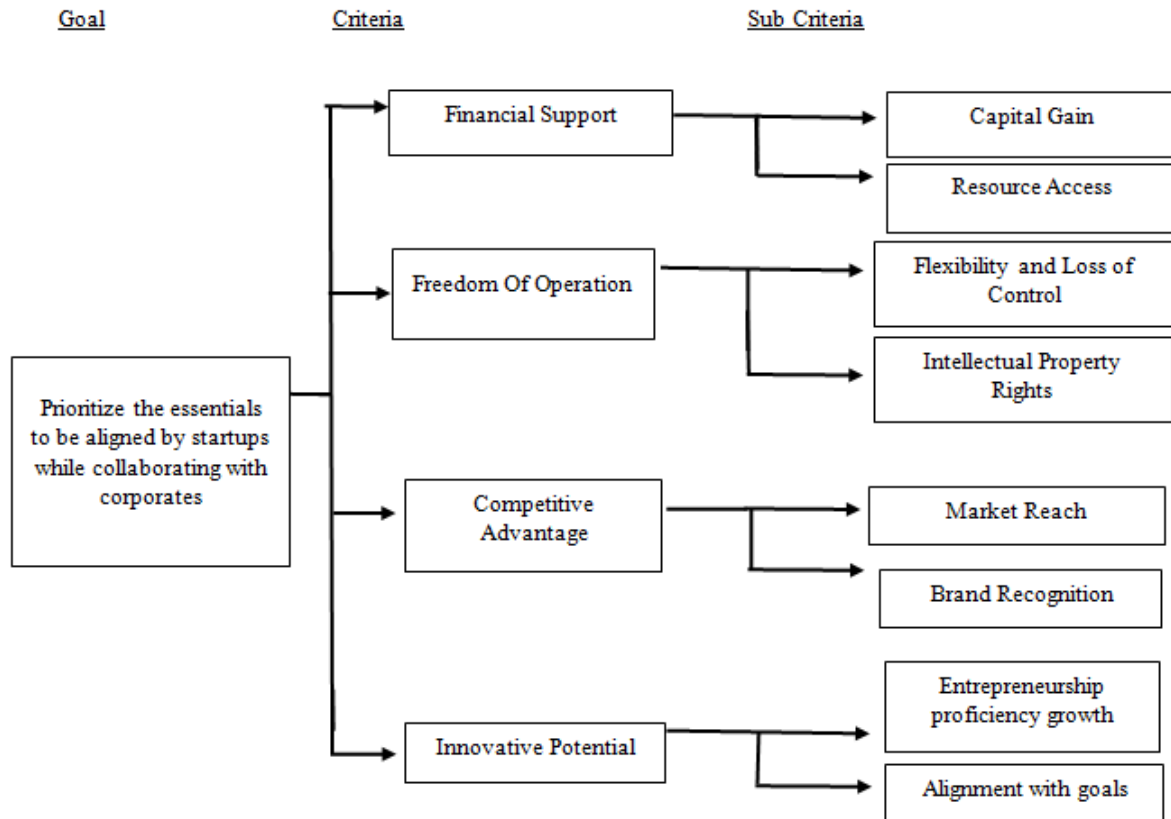 Goal
Criteria
Sub Criteria
Financial Support
Capital Gain
Resource Access
Freedom Of Operation
Flexibility and Loss of
Control
Intellectual Property
Rights
Prioritize the essentials
to be aligned by startups
while collaborating with
corporates
Competitive
Advantage
Market Reach
Brand Recognition
Innovative Potential
Entrepreneurship
proficiency growth
Alignment with goals